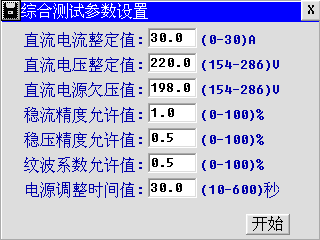 综合测试参数设置 X
直流电流整定值: 30.0 (0-30)A
直流电压整定值: 220.0 (154-286)V
直流电源欠压值: 198.0 (154-286)V
稳流精度允许值: 1.0 (0-100)%
稳压精度允许值: 0.5 (0-100)%
纹波系数允许值: 0.5 (0-100)%
电源调整时间值: 30.0 (10-600)秒
开始